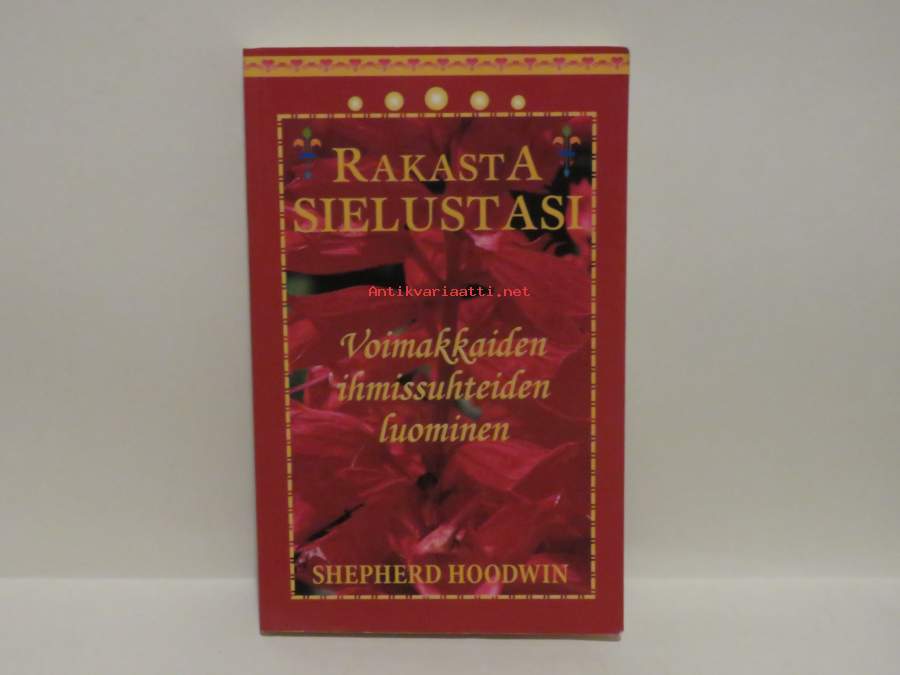 RAKASTA
SIELUSTASI
Antikvariaatti.net
Voimakkaiden
ihmissuhteiden
luominen
SHEPHERD HOODWIN